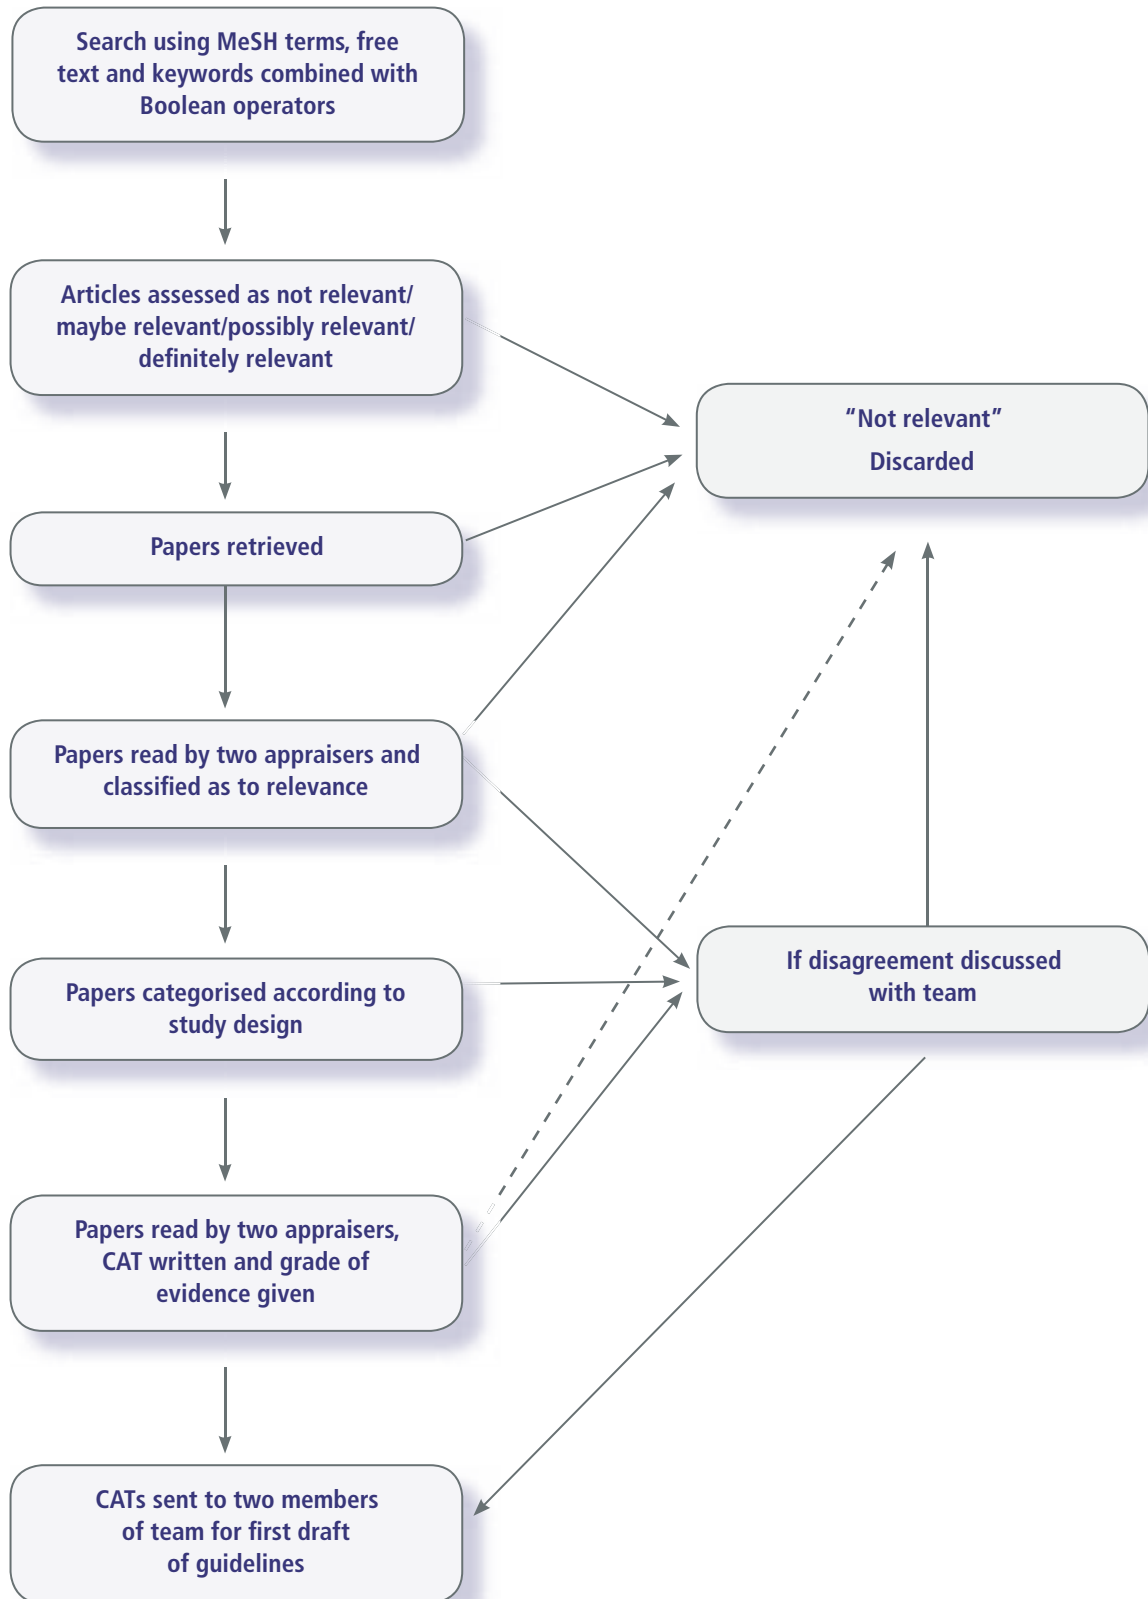 Search using MeSH terms, free
text and keywords combined with
Boolean operators
Articles assessed as not relevant/
maybe relevant/possibly relevant/
definitely relevant
"Not relevant"
Discarded
Papers retrieved
Papers read by two appraisers and
classified as to relevance
If disagreement discussed
with team
Papers categorised according to
study design
Papers read by two appraisers,
CAT written and grade of
evidence given
CATs sent to two members
of team for first draft
of guidelines